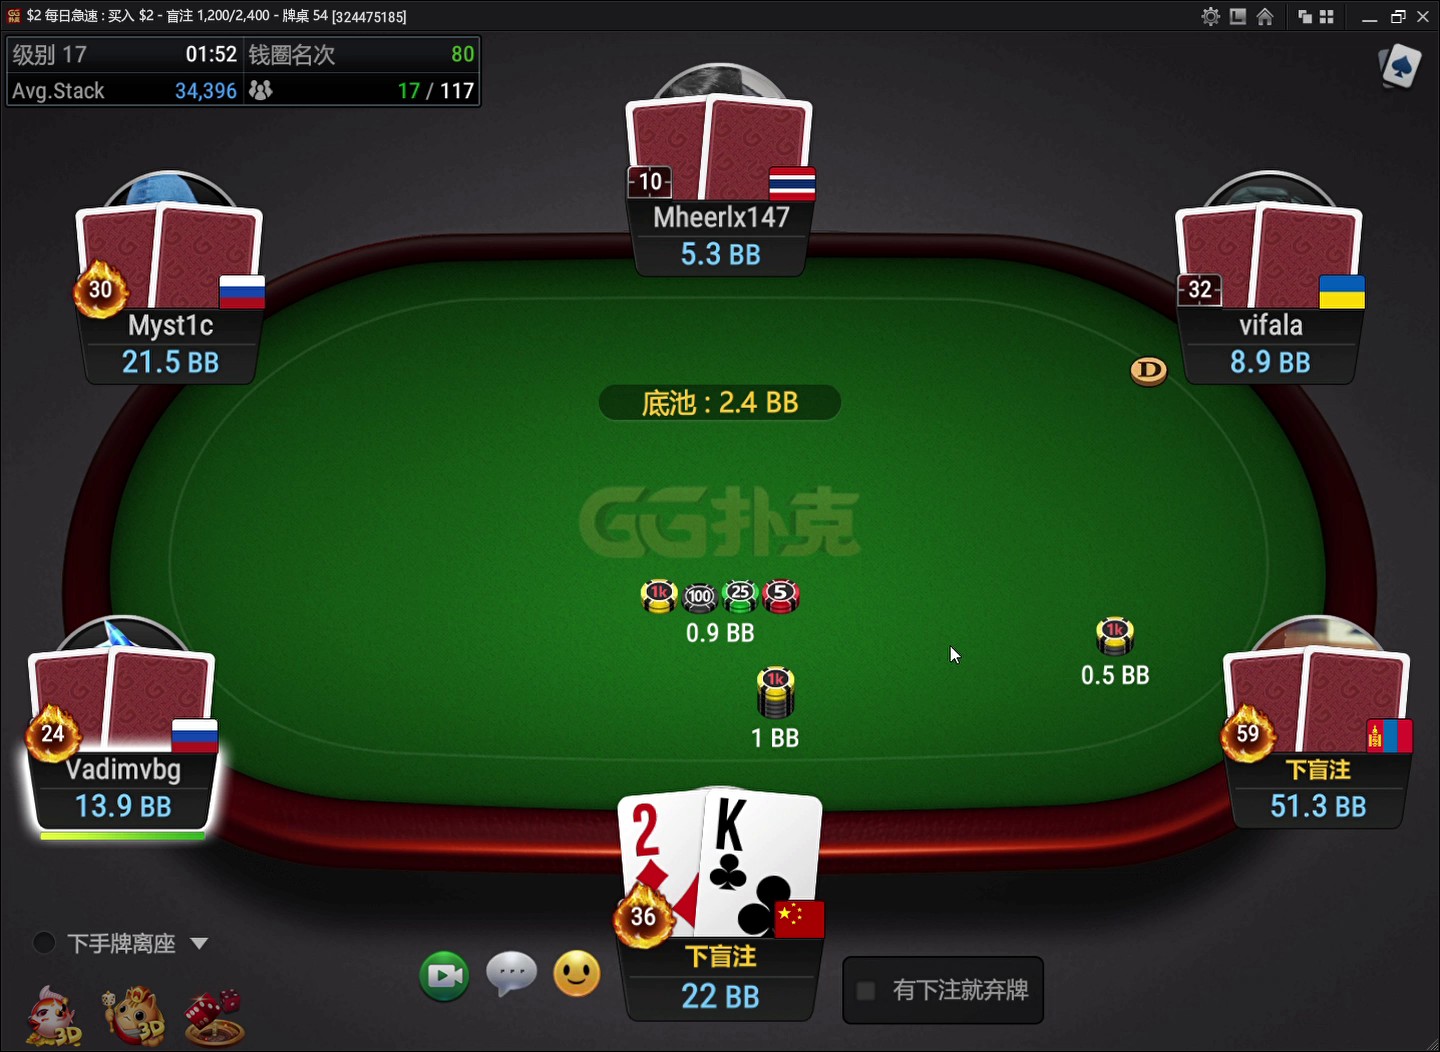 $2 每日急速 : 买入 $2 - 盲注 1,200/2,400 - 牌桌 54 [324475185]
级别 17 01:52 钱圈名次 80
Avg.Stack 34,396 17 / 117
10
Mheerlx147
5.3 BB
30
Myst1c
21.5 BB
32
vifala
8.9 BB
D
底池 : 2.4 BB
GG扑克
1k 100 25 5
0.9 BB
1k
0.5 BB
1k
1 BB
24
Vadimvbg
13.9 BB
59
下盲注
51.3 BB
2 K
36
下盲注
22 BB
下手牌离座
有下注就弃牌
3D 3D